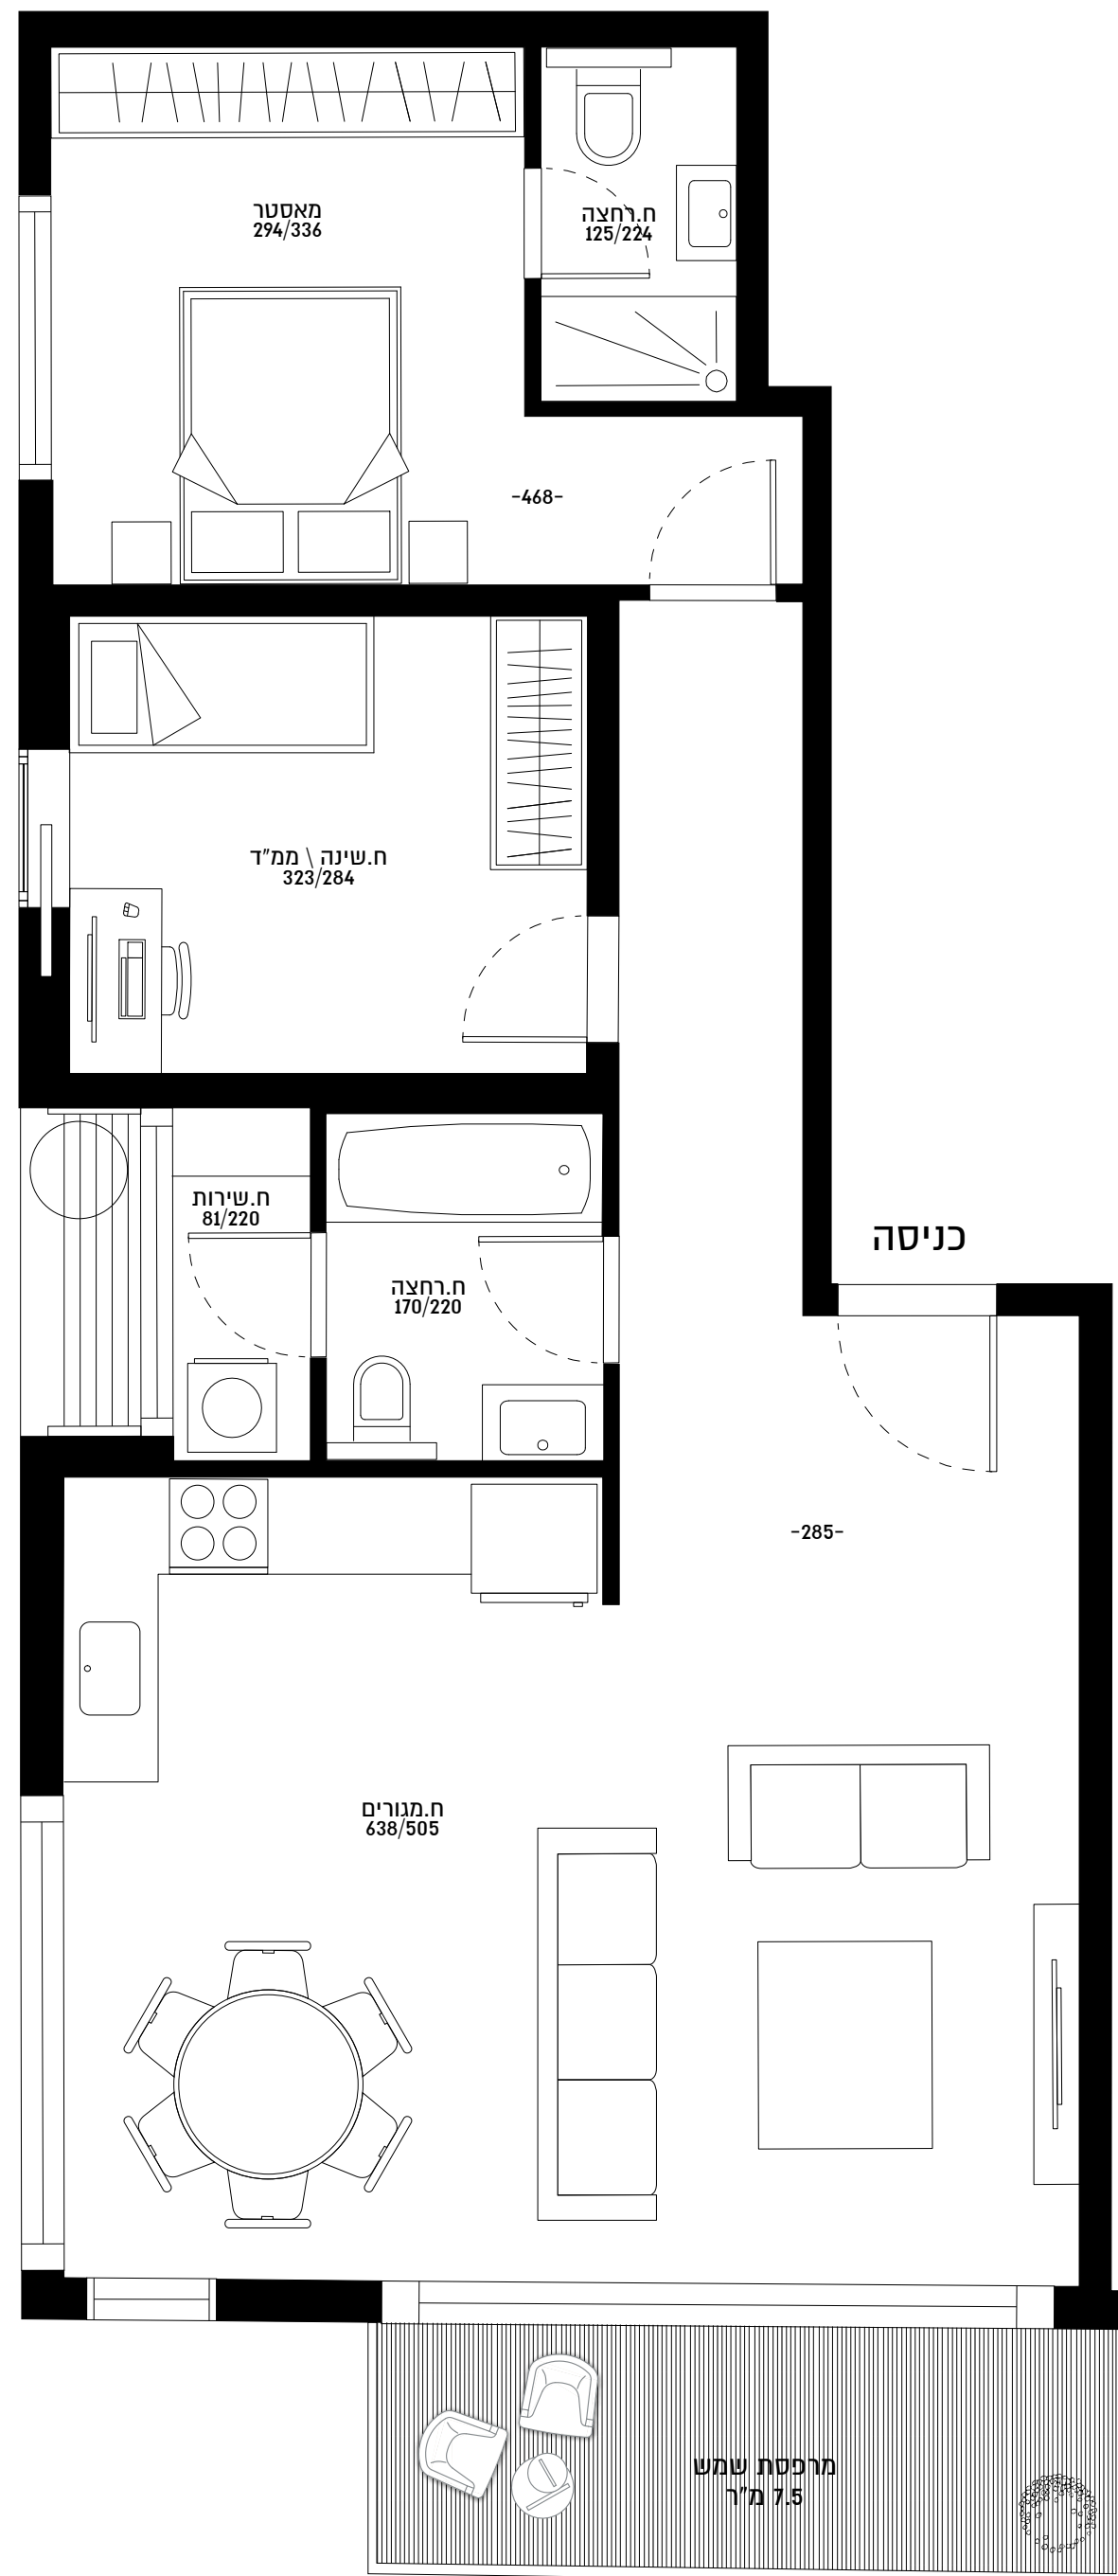 מאסטר
294/336
ח.רחצה
125/224
-468-
ח.שינה \ ממ"ד
323/284
ח.שירות
81/220
ח.רחצה
170/220
כניסה
-285-
ח.מגורים
638/505
מרפסת שמש
7.5 מ"ר